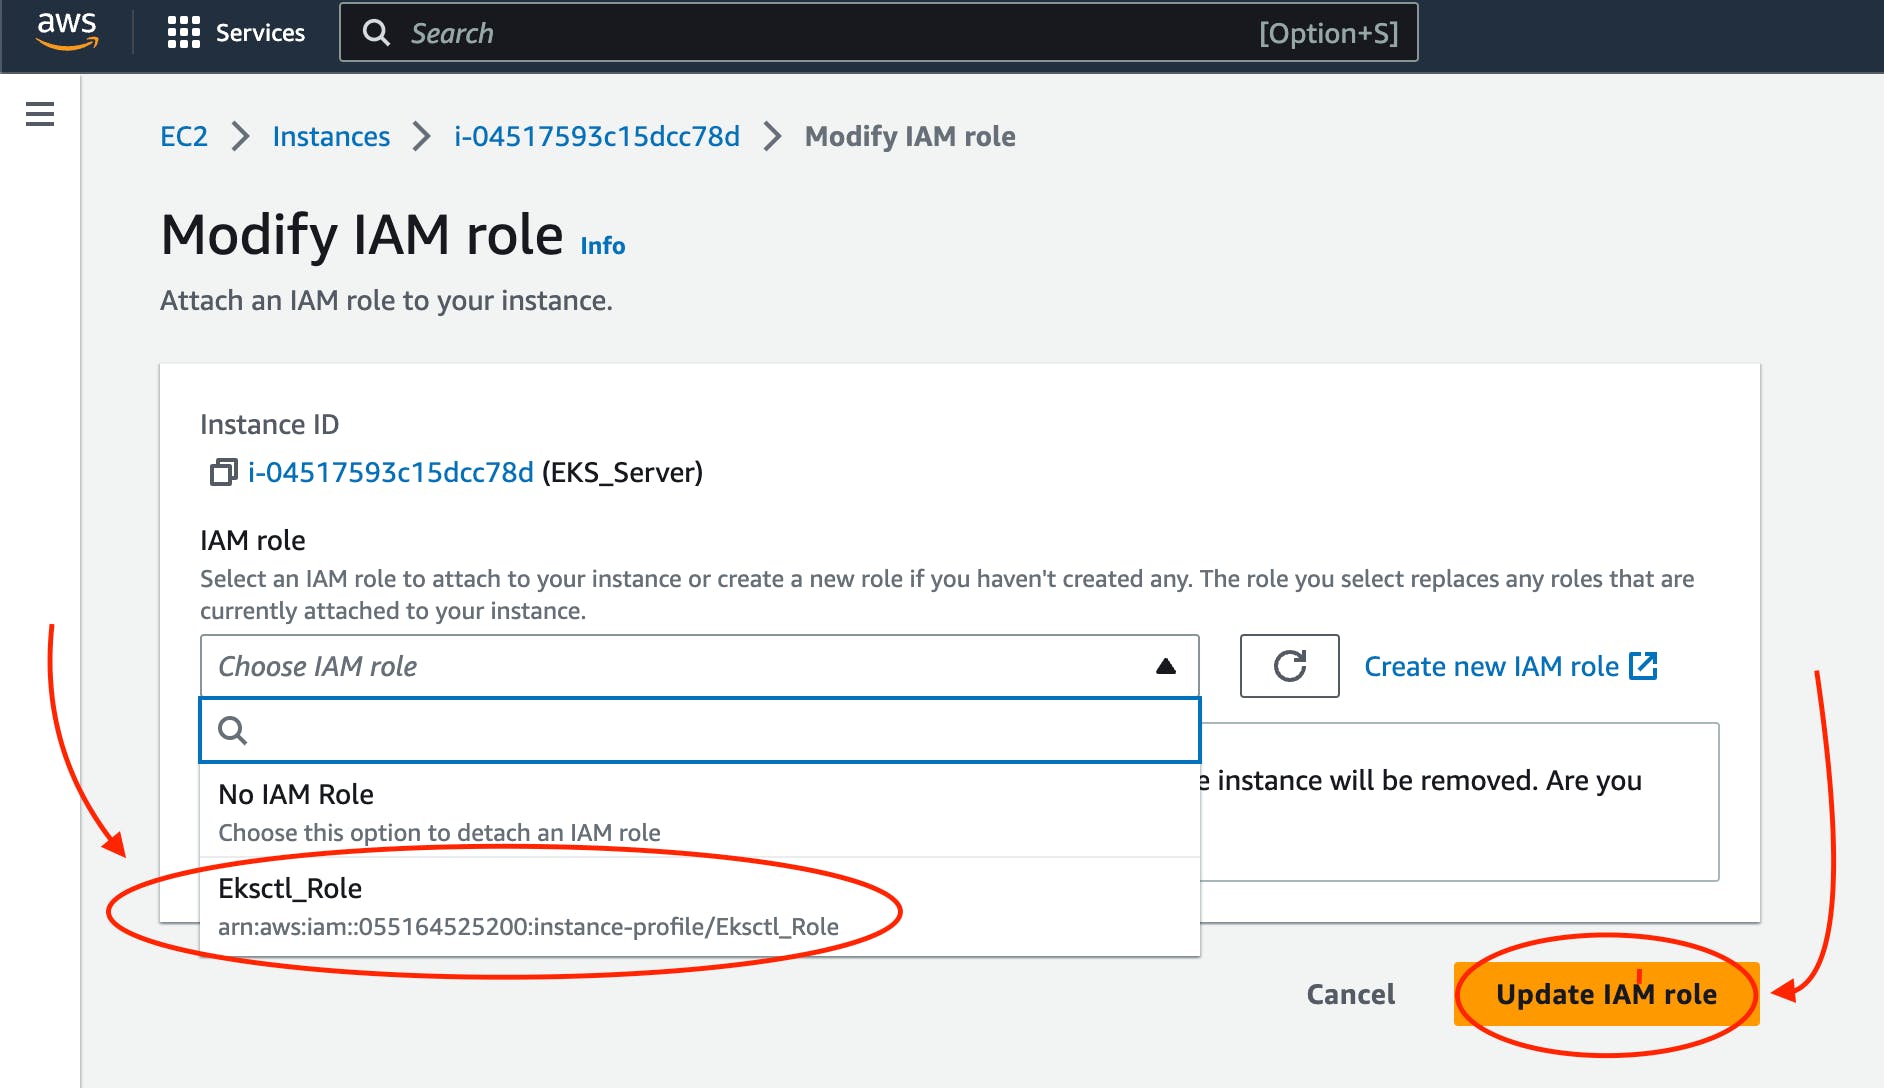 aws
Services
Search
[Option+S]
EC2
Instances
i-04517593c15dcc78d
Modify IAM role
Modify IAM role Info
Attach an IAM role to your instance.
Instance ID
i-04517593c15dcc78d (EKS_Server)
IAM role
Select an IAM role to attach to your instance or create a new role if you haven't created any. The role you select replaces any roles that are
currently attached to your instance.
Choose IAM role
Create new IAM role
e instance will be removed. Are you
No IAM Role
Choose this option to detach an IAM role
Eksctl_Role
arn:aws:iam::055164525200:instance-profile/Eksctl_Role
Cancel
Update IAM role